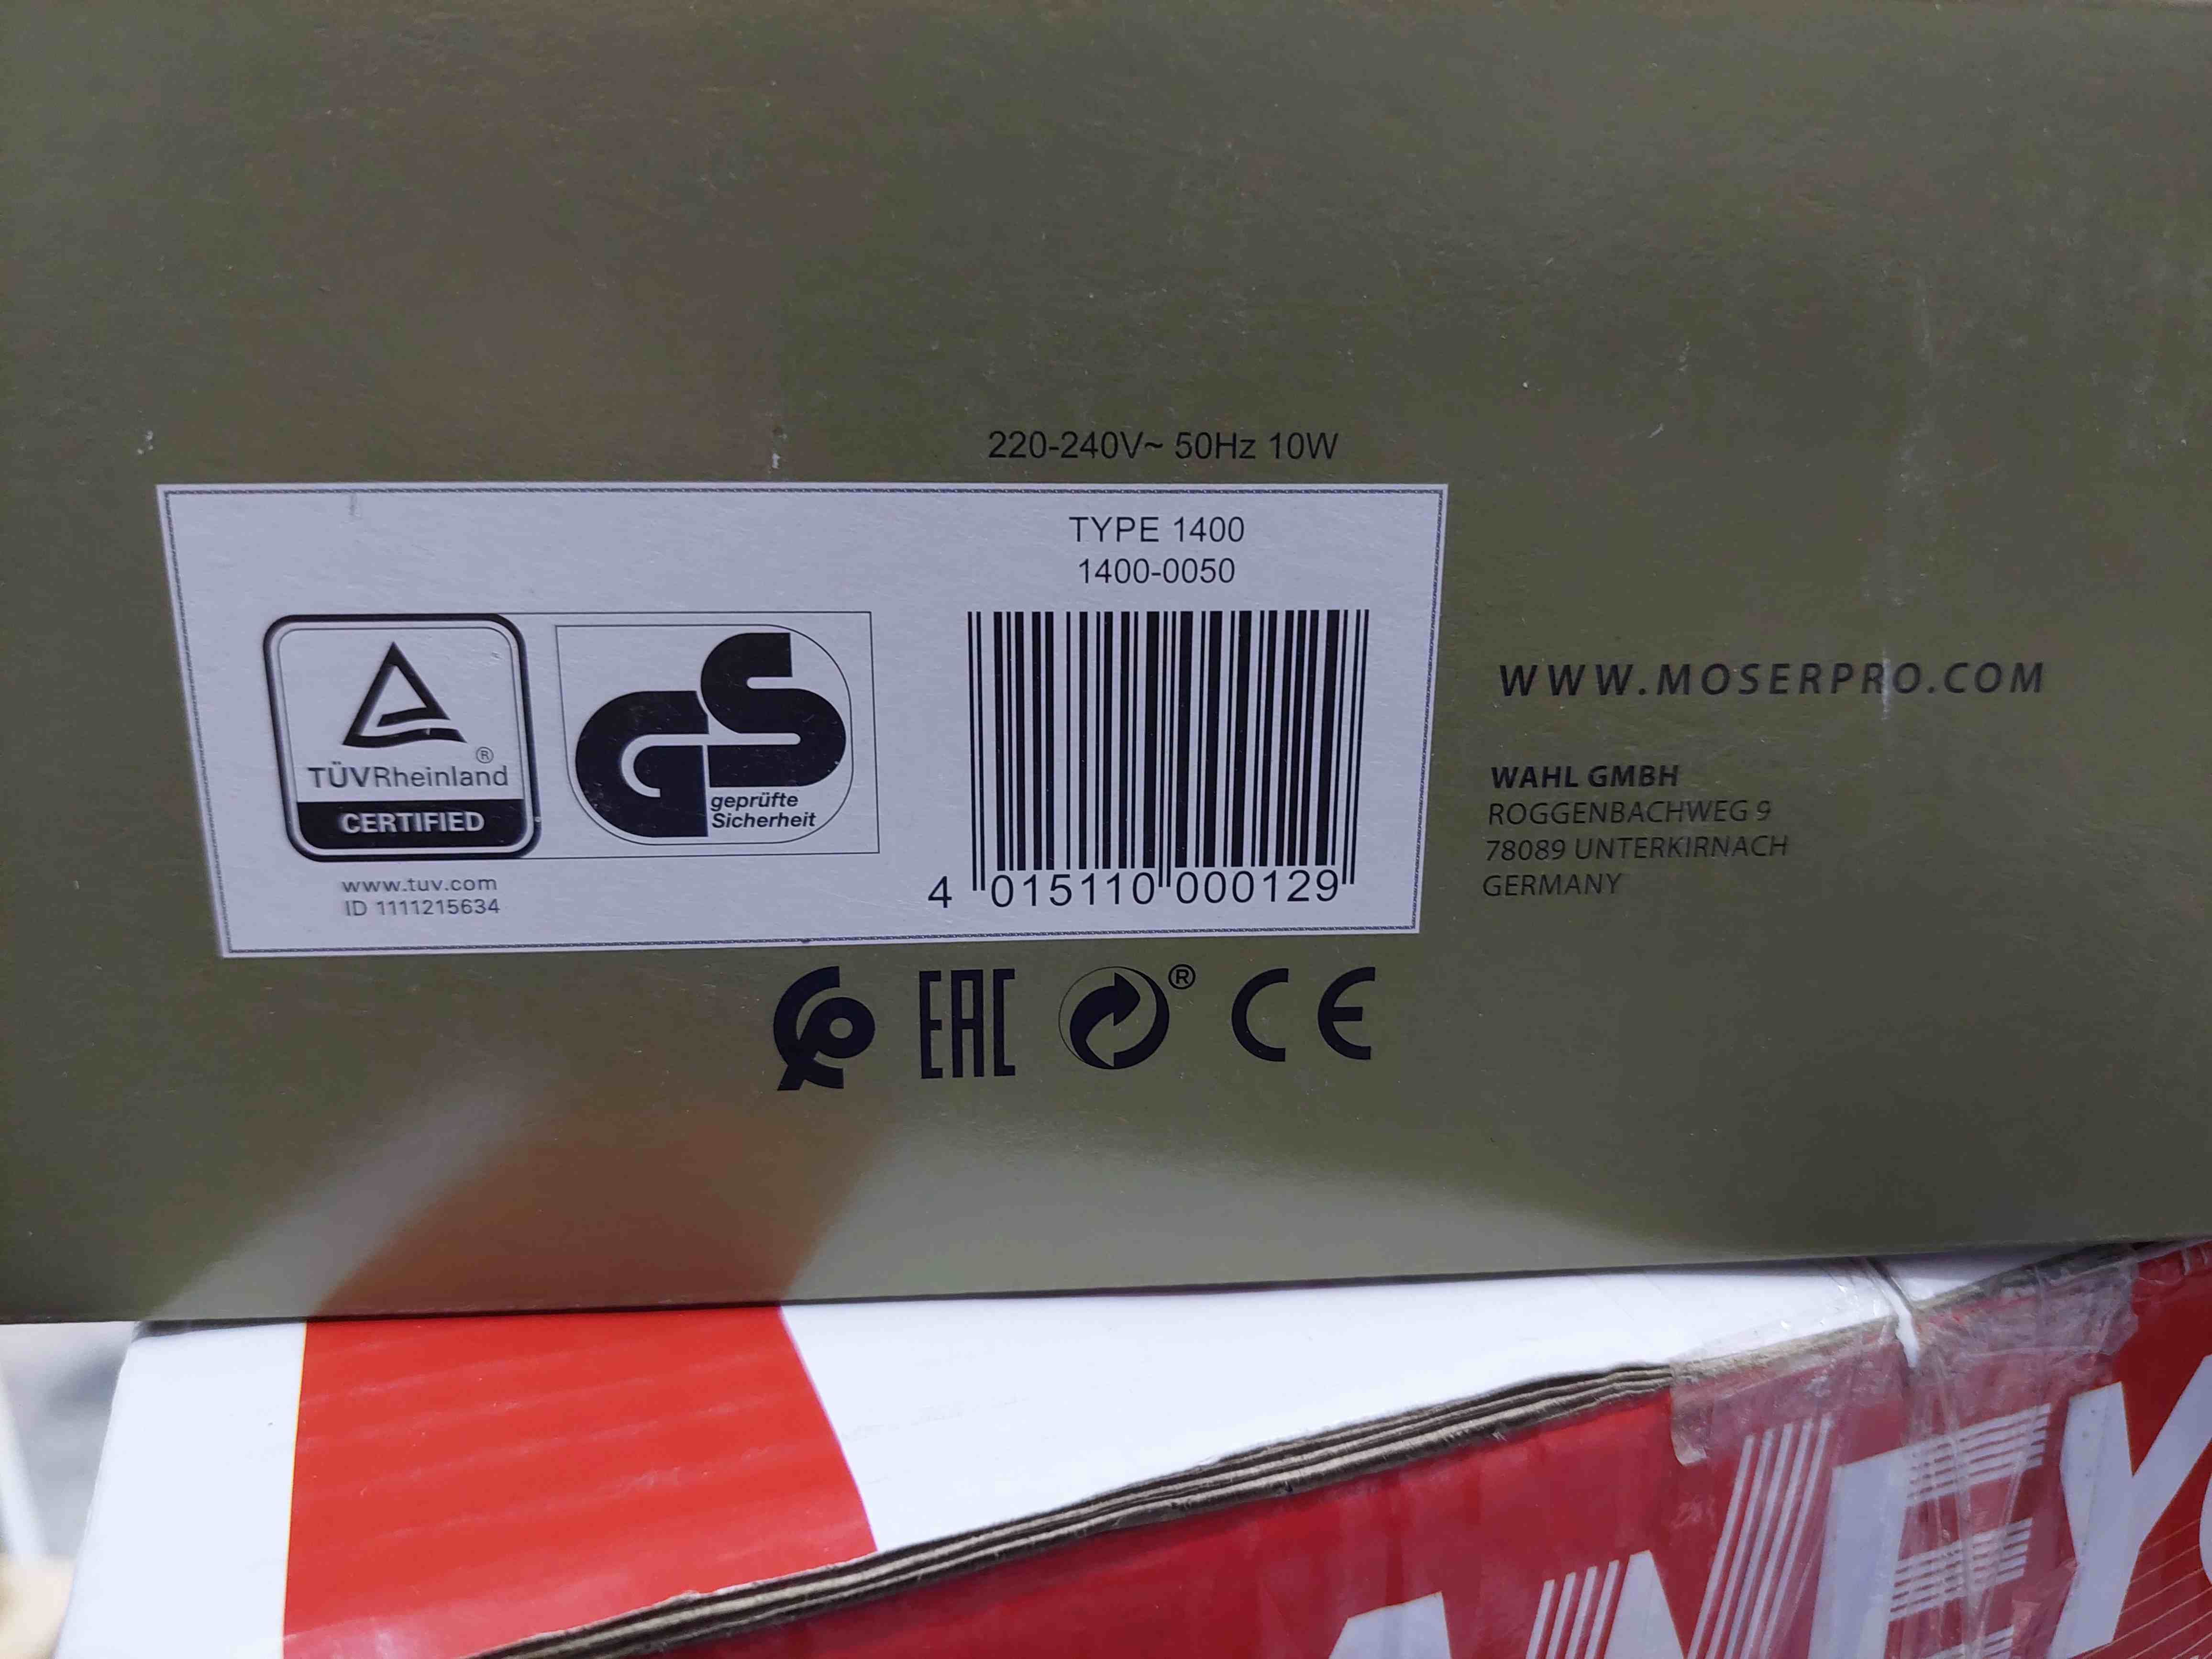 220-240V~ 50Hz 10W
TYPE 1400
1400-0050
®
TÜVRheinland
CERTIFIED
www.tuv.com
ID 1111215634
GS
geprüfte
Sicherheit
4 015110 000129
WWW.MOSERPRO.COM
WAHL GMBH
ROGGENBACHWEG 9
78089 UNTERKIRNACH
GERMANY
EAC
®
CE